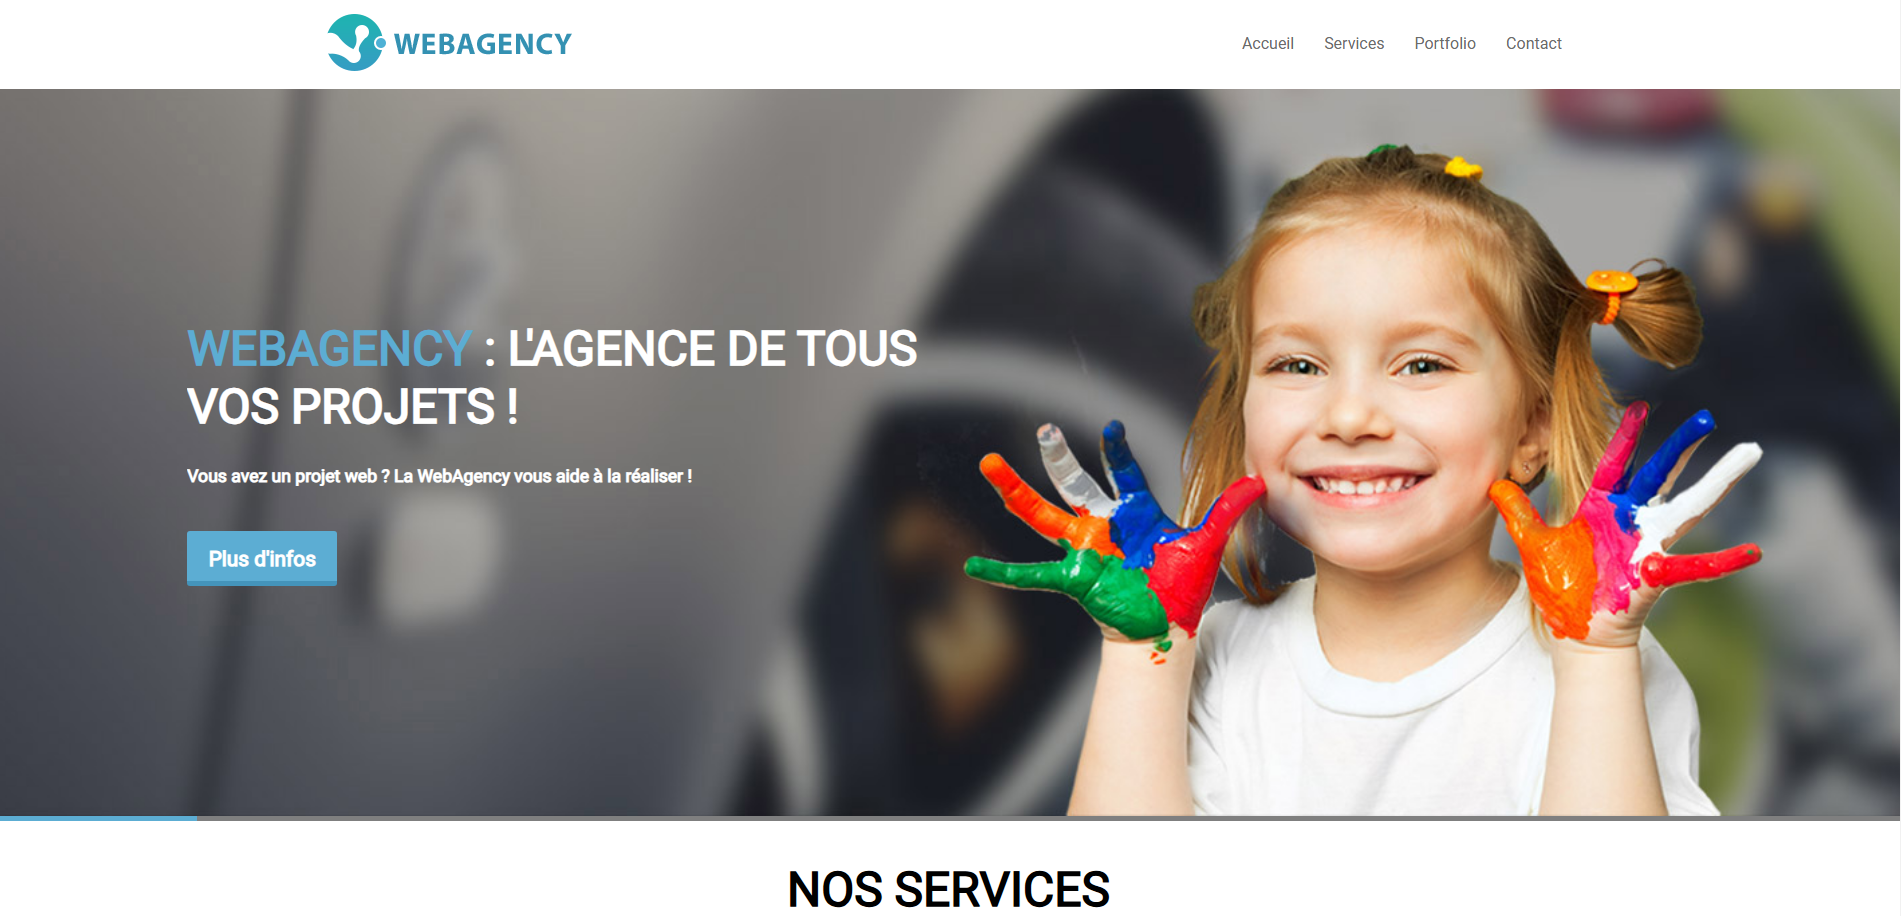 WEBAGENCY
Accueil Services Portfolio Contact
WEBAGENCY : L'AGENCE DE TOUS
VOS PROJETS !
Vous avez un projet web ? La WebAgency vous aide à la réaliser !
Plus d'infos
NOS SERVICES